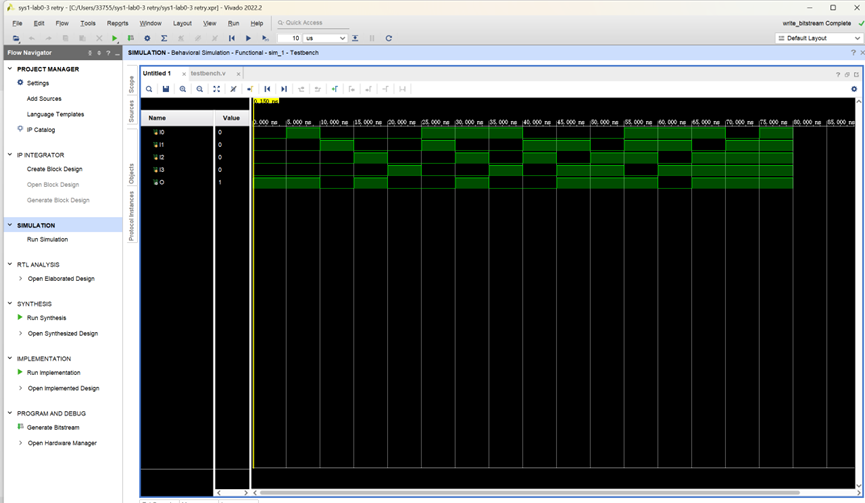 sys1-lab0-3 retry - [C:/Users/33755/sys1-lab0-3 retry/sys1-lab0-3 retry.xpr] - Vivado 2022.2
File Edit Flow Tools Reports Window Layout View Run Help Quick Access
write_bitstream Complete
10 us
Default Layout
Flow Navigator
SIMULATION - Behavioral Simulation - Functional - sim_1 - Testbench
PROJECT MANAGER
Settings
Add Sources
Language Templates
IP Catalog
IP INTEGRATOR
Create Block Design
Open Block Design
Generate Block Design
SIMULATION
Run Simulation
RTL ANALYSIS
Open Elaborated Design
SYNTHESIS
Run Synthesis
Open Synthesized Design
IMPLEMENTATION
Run Implementation
Open Implemented Design
PROGRAM AND DEBUG
Generate Bitstream
Open Hardware Manager
Scope
Sources
Objects
Protocol Instances
Untitled 1 testbench.v
Name Value
I0 0
I1 0
I2 0
I3 0
O 1
0.150 ns
0.000 ns 5.000 ns 10.000 ns 15.000 ns 20.000 ns 25.000 ns 30.000 ns 35.000 ns 40.000 ns 45.000 ns 50.000 ns 55.000 ns 60.000 ns 65.000 ns 70.000 ns 75.000 ns 80.000 ns 85.000